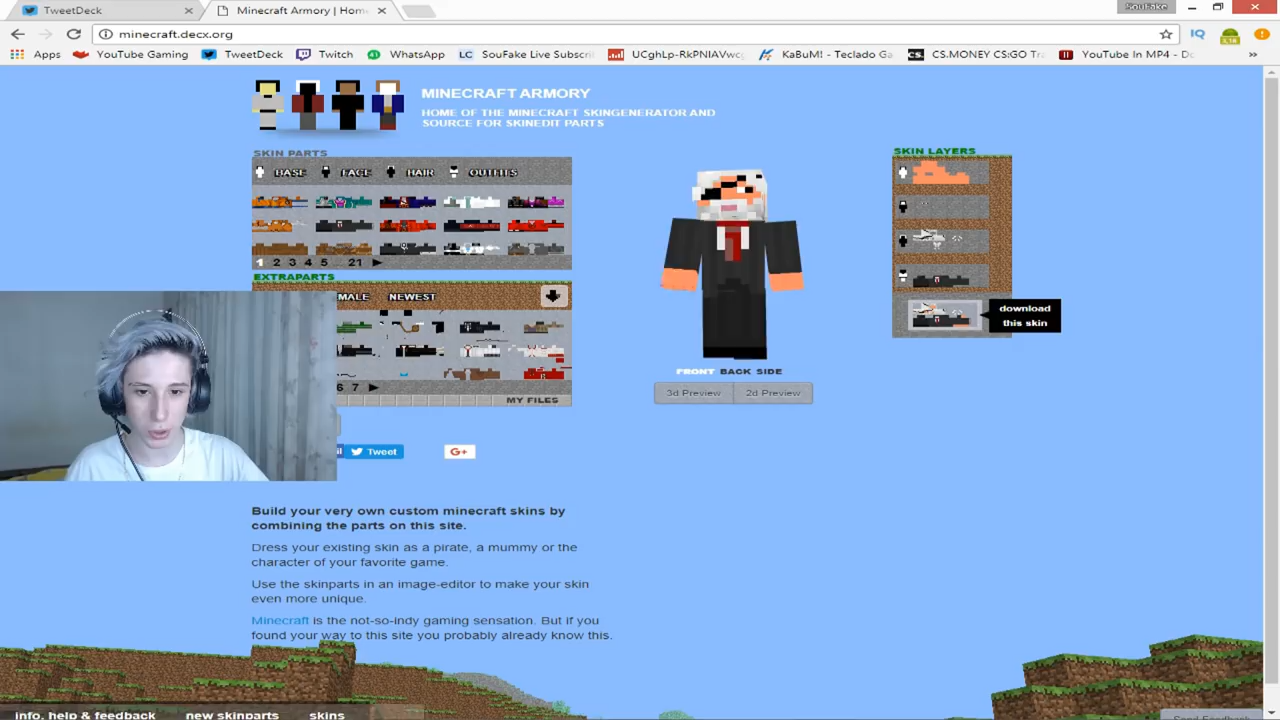 TweetDeck
Minecraft Armory | Hom
SouFake
minecraft.decx.org
Apps
YouTube Gaming
TweetDeck
Twitch
WhatsApp
SouFake Live Subscri
KaBuM! - Teclado Ga
CS.MONEY CS:GO Tra
YouTube In MP4 - Do
MINECRAFT ARMORY
HOME OF THE MINECRAFT SKINGENERATOR AND
SOURCE FOR SKINEDIT PARTS
SKIN PARTS
BASE FACE HAIR OUTFITS
1 2 3 4 5 ... 21
EXTRAPARTS
MALE NEWEST
6 7
MY FILES
Tweet
G+
FRONT BACK SIDE
3d Preview 2d Preview
SKIN LAYERS
download
this skin
Build your very own custom minecraft skins by
combining the parts on this site.
Dress your existing skin as a pirate, a mummy or the
character of your favorite game.
Use the skinparts in an image-editor to make your skin
even more unique.
Minecraft is the not-so-indy gaming sensation. But if you
found your way to this site you probably already know this.
info, help & feedback new skinparts skins
Send Feedback